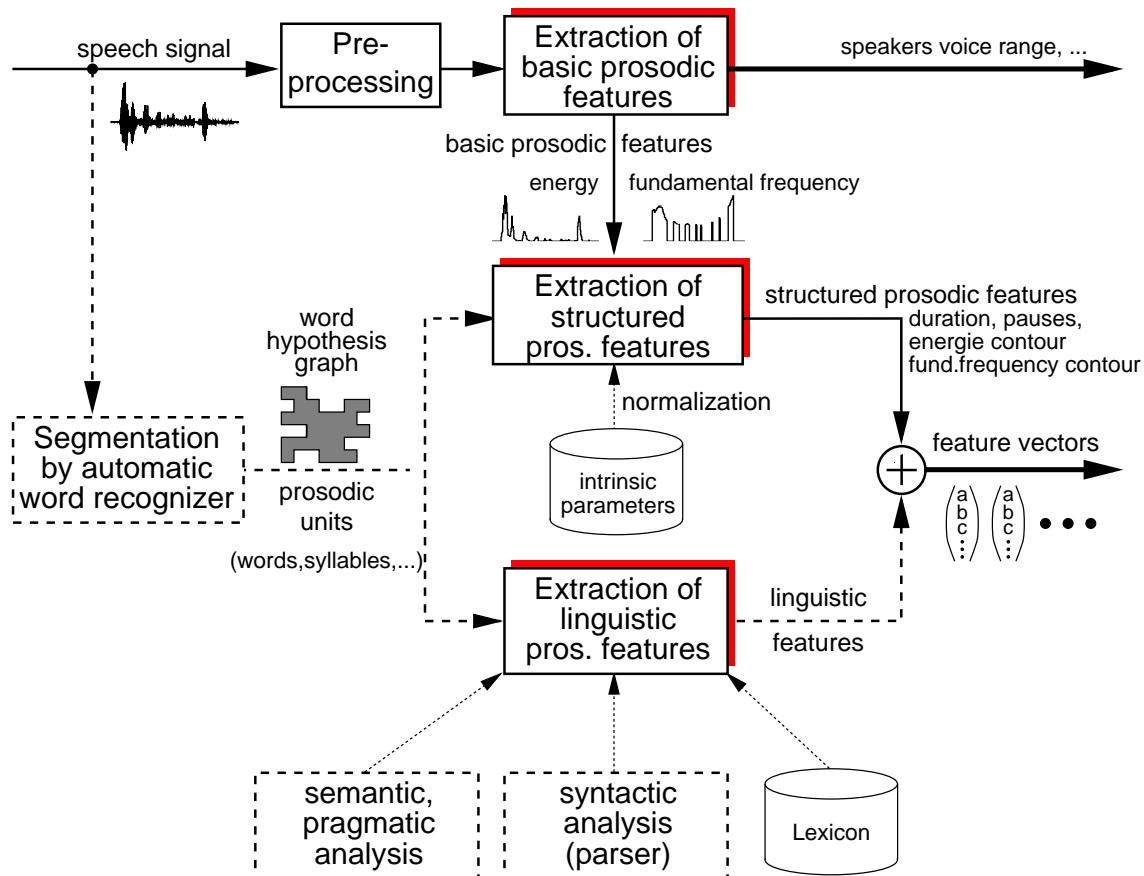 speech signal
Pre-
processing
Extraction of
basic prosodic
features
speakers voice range, ...
basic prosodic features
energy fundamental frequency
Extraction of
structured
pros. features
structured prosodic features
duration, pauses,
energie contour
fund.frequency contour
word
hypothesis
graph
normalization
Segmentation
by automatic
word recognizer
prosodic
units
(words,syllables,...)
intrinsic
parameters
+
feature vectors
a a
b b
c c
Extraction of
linguistic
pros. features
linguistic
features
semantic,
pragmatic
analysis
syntactic
analysis
(parser)
Lexicon